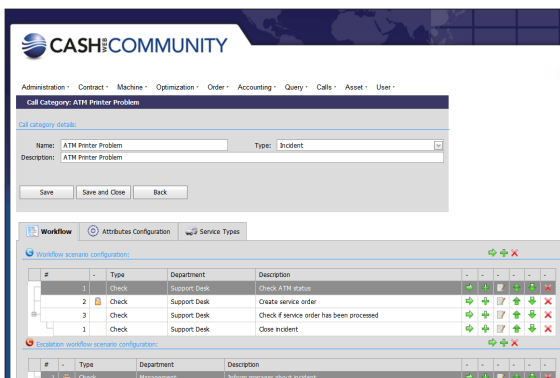 CASH WEB COMMUNITY
Administration Contract Machine Optimization Order Accounting Query Calls Asset User
Call Category: ATM Printer Problem
Call category details:
Name: ATM Printer Problem Type: Incident
Description: ATM Printer Problem
Save Save and Close Back
Workflow Attributes Configuration Service Types
Workflow scenario configuration:
# - Type Department Description - - - - - -
1 Check Support Desk Check ATM status
2 Check Support Desk Create service order
3 Check Support Desk Check if service order has been processed
1 Check Support Desk Close incident
Escalation workflow scenario configuration:
# - Type Department Description - - - - - -
1 Check Management Inform manager about incident